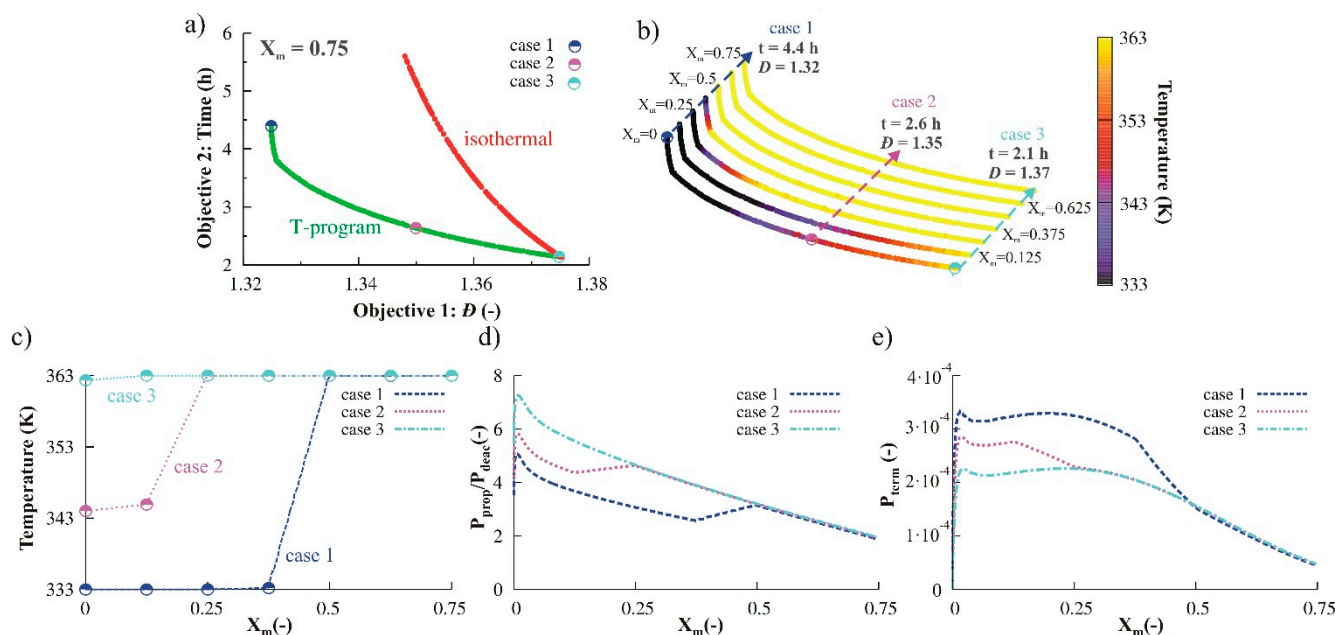 a)
Objective 2: Time (h)
6
5
4
3
2
X_m = 0.75
case 1
case 2
case 3
isothermal
T-program
1.32
1.34
1.36
1.38
Objective 1: Đ (-)
b)
case 1
t = 4.4 h
Đ = 1.32
X_m=0.75
X_m=0.5
X_m=0.25
X_m=0
case 2
t = 2.6 h
Đ = 1.35
case 3
t = 2.1 h
Đ = 1.37
X_m=0.625
X_m=0.375
X_m=0.125
363
353
343
333
Temperature (K)
c)
Temperature (K)
363
353
343
333
case 3
case 2
case 1
case 1
case 2
case 3
0
0.25
0.5
0.75
X_m(-)
d)
P_prop/P_deac(-)
8
6
4
2
0
case 1
case 2
case 3
0
0.25
0.5
0.75
X_m(-)
e)
P_term(-)
4·10⁻⁴
3·10⁻⁴
2·10⁻⁴
1·10⁻⁴
0
case 1
case 2
case 3
0
0.25
0.5
0.75
X_m(-)